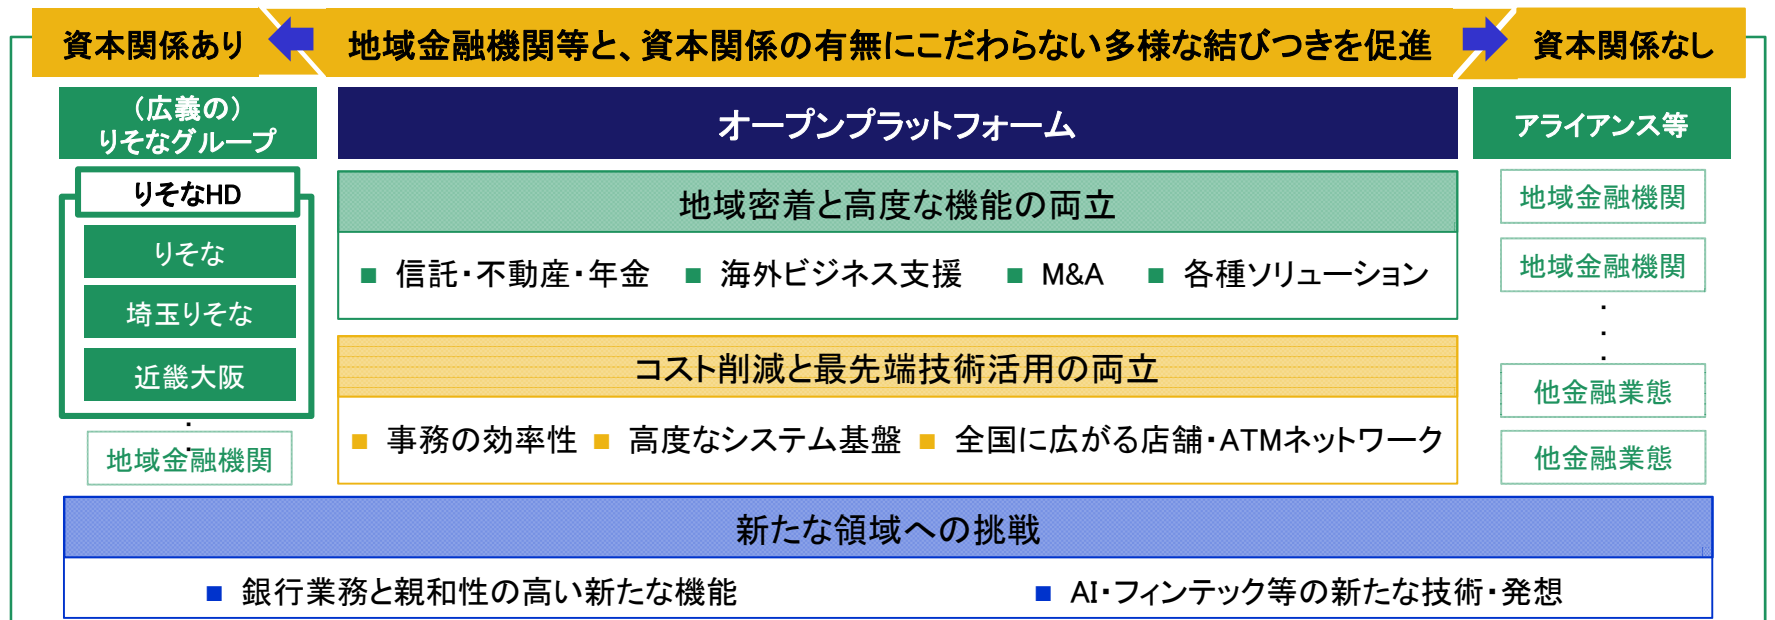 資本関係あり
地域金融機関等と、資本関係の有無にこだわらない多様な結びつきを促進
資本関係なし
(広義の)
りそなグループ
オープンプラットフォーム
アライアンス等
りそなHD
りそな
埼玉りそな
近畿大阪
地域金融機関
地域密着と高度な機能の両立
■ 信託・不動産・年金 ■ 海外ビジネス支援 ■ M&A ■ 各種ソリューション
コスト削減と最先端技術活用の両立
■ 事務の効率性 ■ 高度なシステム基盤 ■ 全国に広がる店舗・ATMネットワーク
地域金融機関
地域金融機関
・
・
・
他金融業態
他金融業態
新たな領域への挑戦
■ 銀行業務と親和性の高い新たな機能 ■ AI・フィンテック等の新たな技術・発想